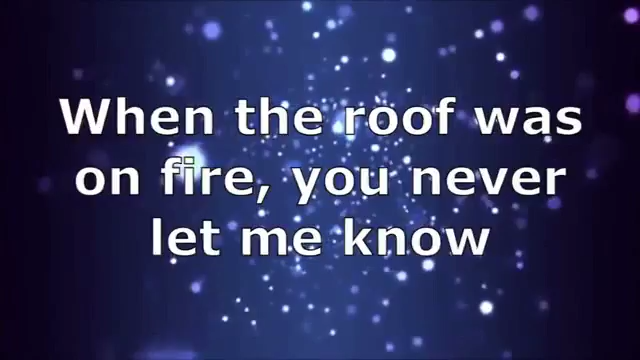 When the roof was
on fire, you never
let me know